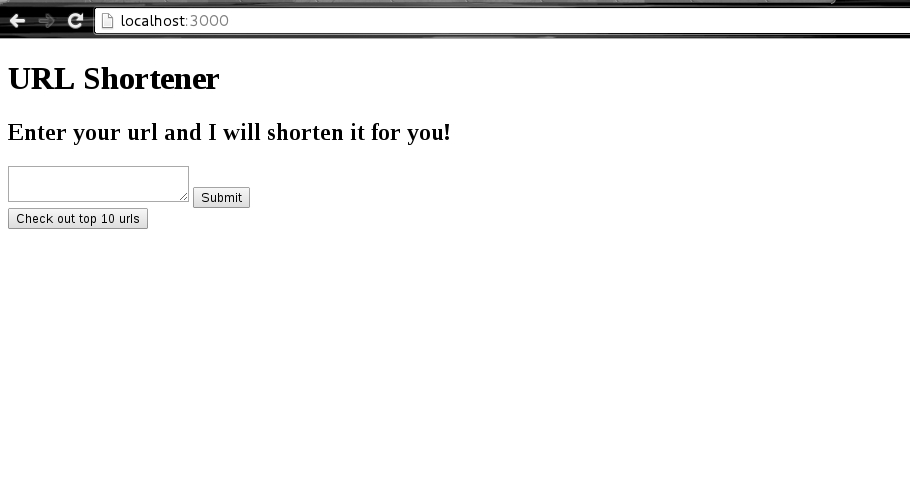 localhost:3000
URL Shortener
Enter your url and I will shorten it for you!
Submit
Check out top 10 urls